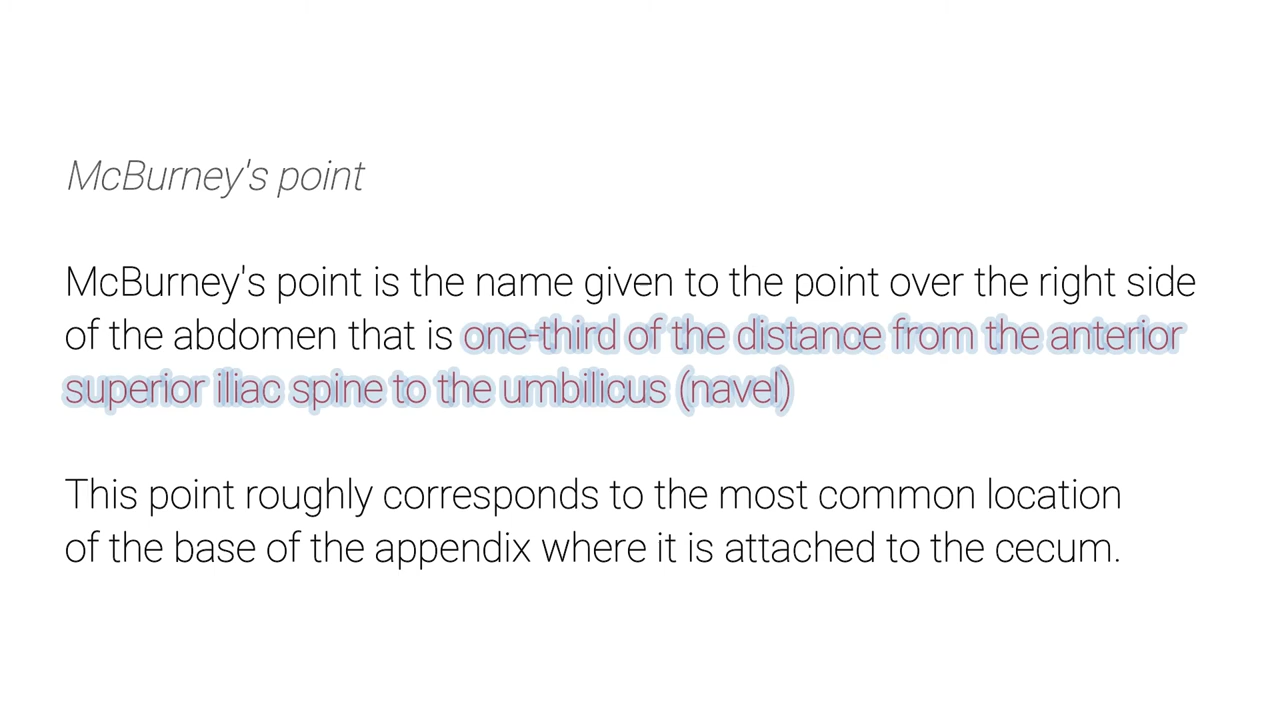 McBurney's point
McBurney's point is the name given to the point over the right side
of the abdomen that is one-third of the distance from the anterior
superior iliac spine to the umbilicus (navel)
This point roughly corresponds to the most common location
of the base of the appendix where it is attached to the cecum.